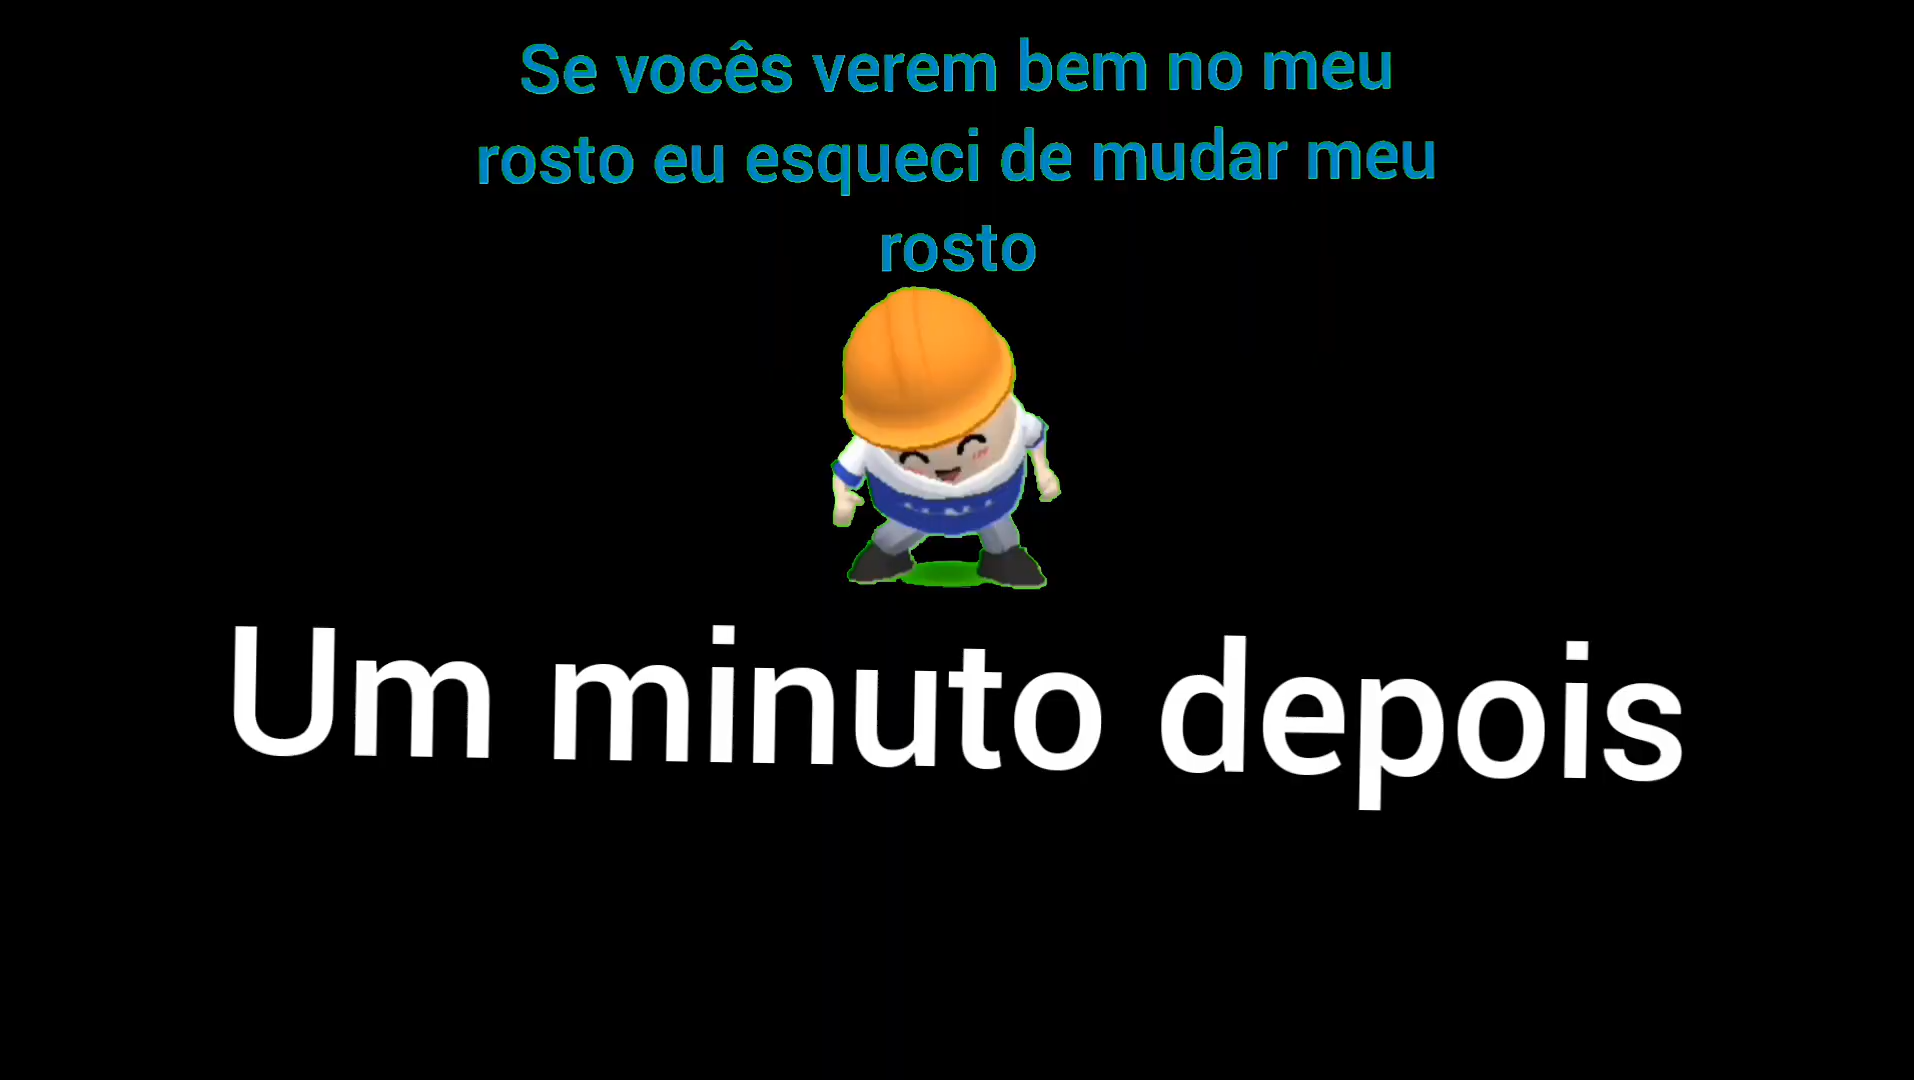 Se vocês verem bem no meu
rosto eu esqueci de mudar meu
rosto
Um minuto depois